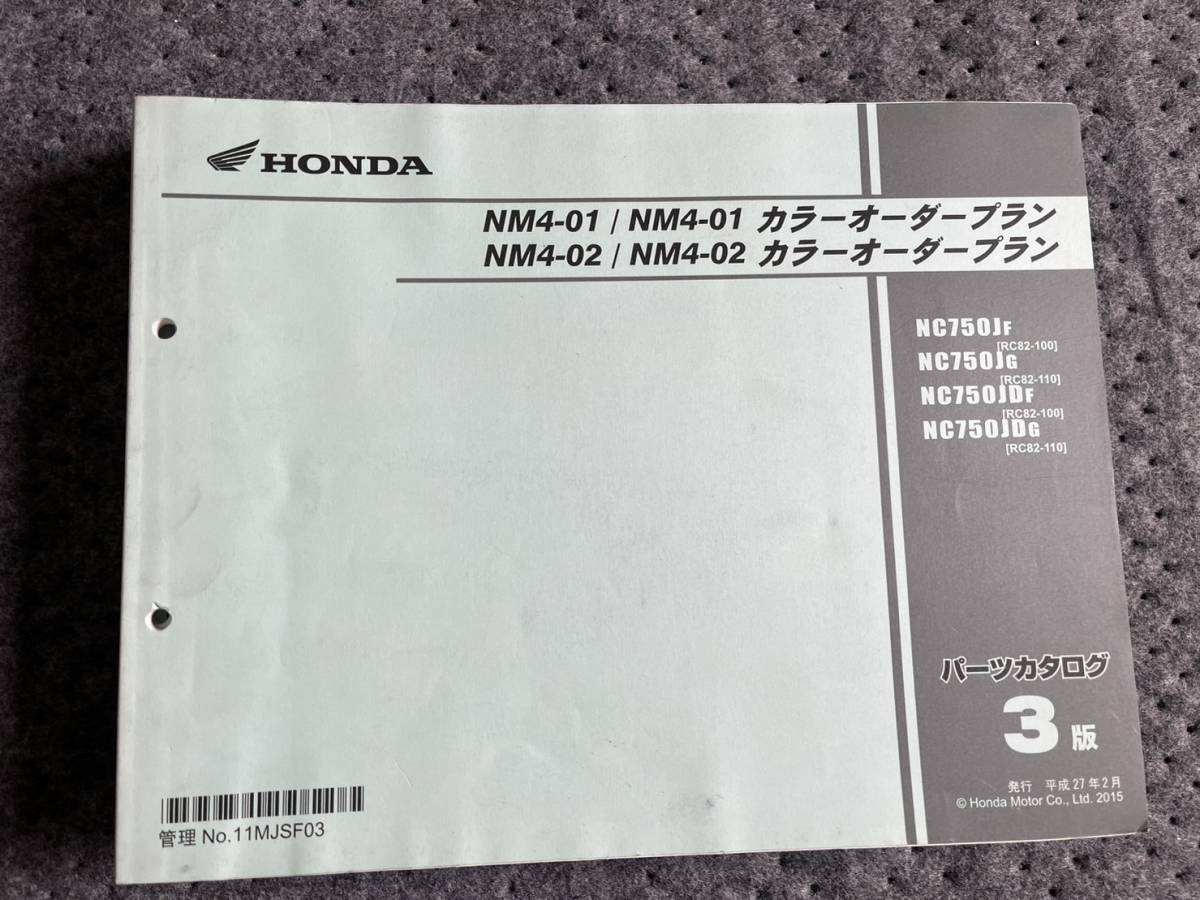 HONDA
NM4-01 / NM4-01 カラーオーダープラン
NM4-02 / NM4-02 カラーオーダープラン
NC750JF
[RC82-100]
NC750JG
[RC82-110]
NC750JDF
[RC82-100]
NC750JDG
[RC82-110]
パーツカタログ
3版
発行 平成27年2月
© Honda Motor Co., Ltd. 2015
管理 No.11MJSF03